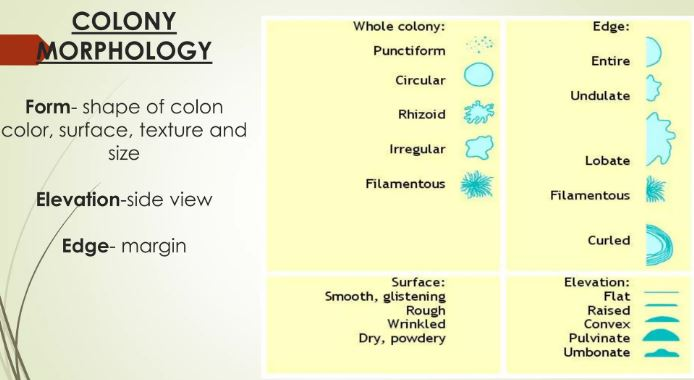 COLONY
MORPHOLOGY
Form- shape of colon
color, surface, texture and
size
Elevation-side view
Edge- margin
Whole colony:
Punctiform
Circular
Rhizoid
Irregular
Filamentous
Edge:
Entire
Undulate
Lobate
Filamentous
Curled
Surface:
Smooth, glistening
Rough
Wrinkled
Dry, powdery
Elevation:
Flat
Raised
Convex
Pulvinate
Umbonate